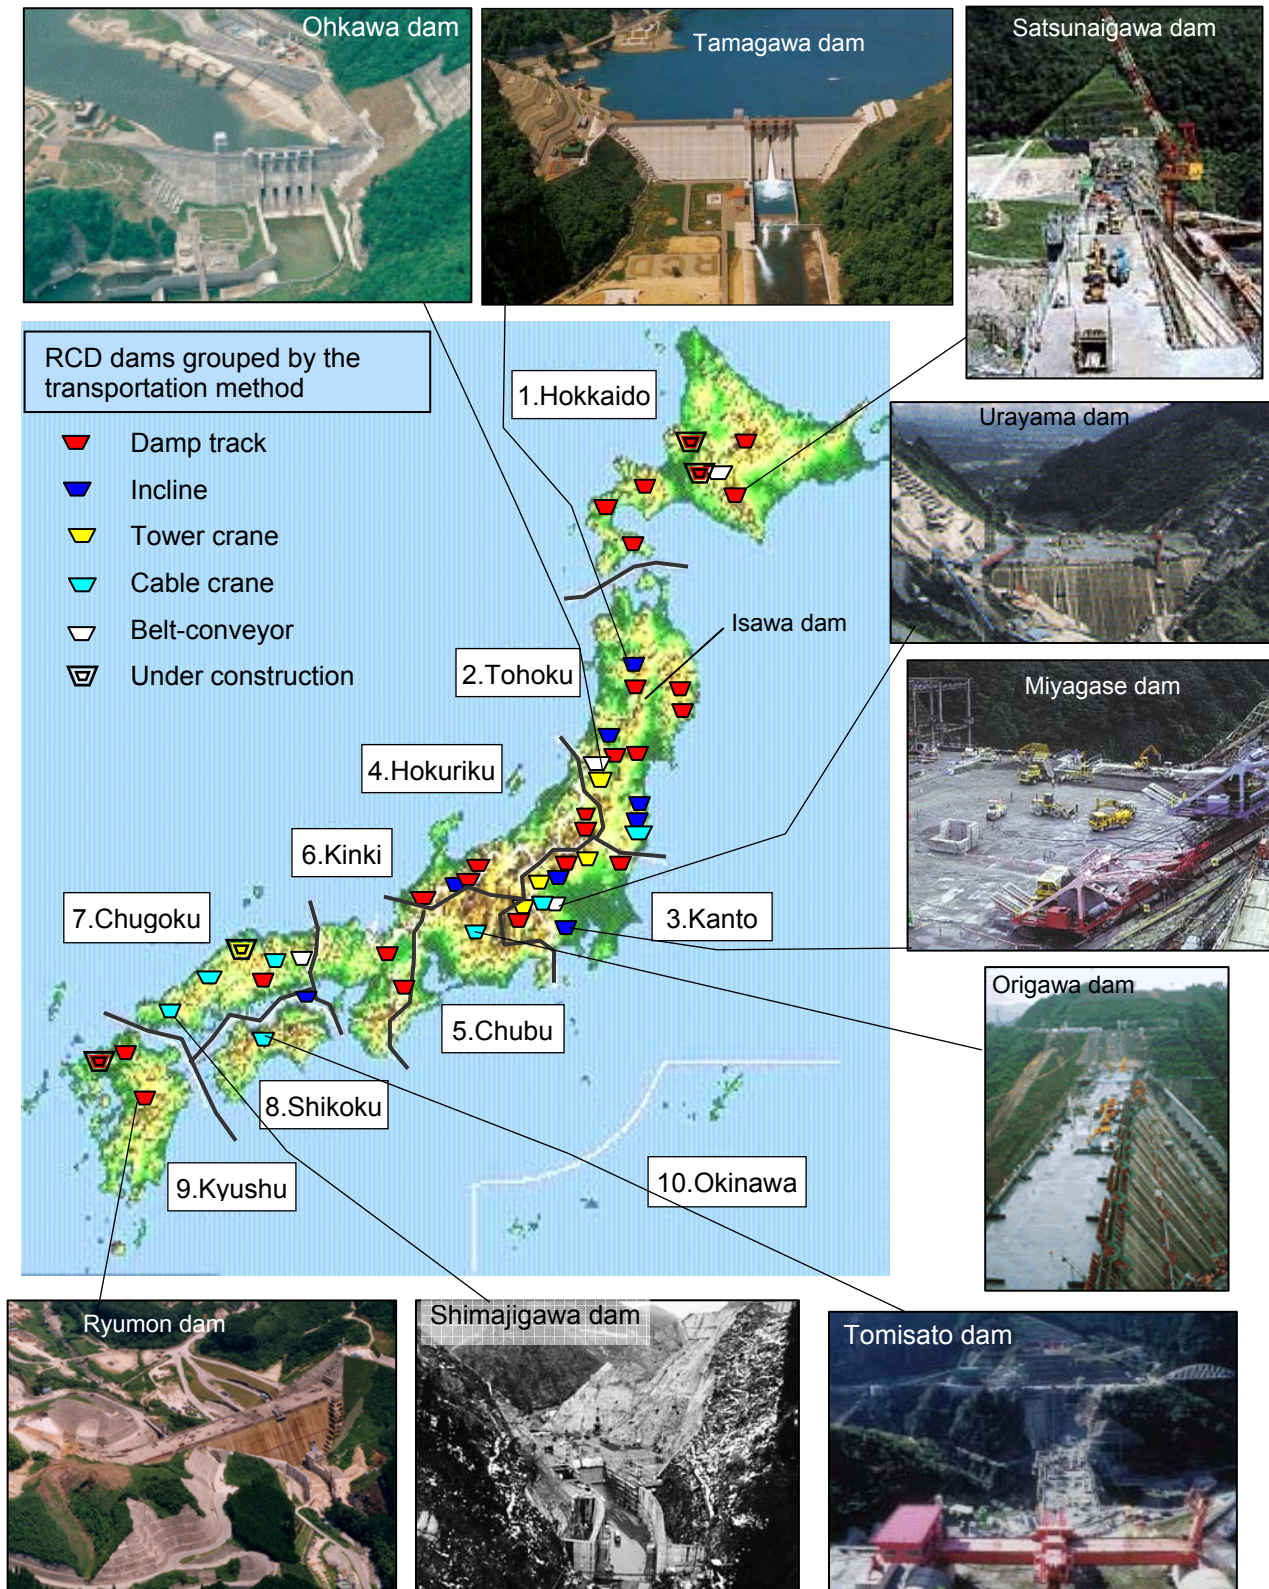 Ohkawa dam
Tamagawa dam
Satsunaigawa dam
RCD
RCD dams grouped by the
transportation method
Damp track
Incline
Tower crane
Cable crane
Belt-conveyor
Under construction
1.Hokkaido
Urayama dam
Isawa dam
2.Tohoku
Miyagase dam
4.Hokuriku
6.Kinki
7.Chugoku
3.Kanto
Origawa dam
5.Chubu
8.Shikoku
9.Kyushu
10.Okinawa
Ryumon dam
Shimajigawa dam
Tomisato dam